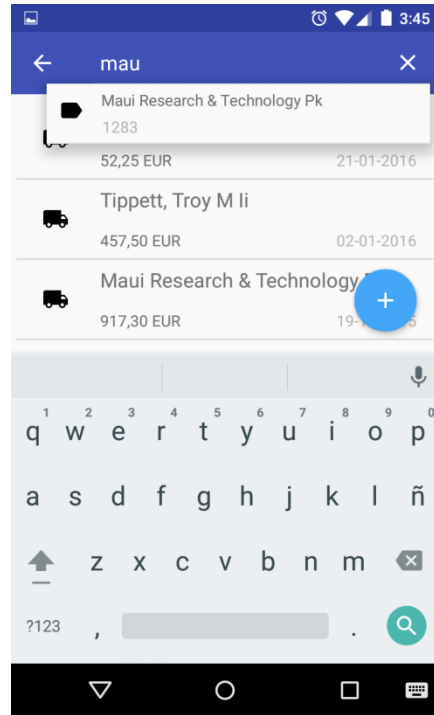 3:45
mau
Maui Research & Technology Pk
1283
52,25 EUR 21-01-2016
Tippett, Troy M Ii
457,50 EUR 02-01-2016
Maui Research & Technology
917,30 EUR 19-
1 2 3 4 5 6 7 8 9 0
q w e r t y u i o p
a s d f g h j k l ñ
z x c v b n m
?123 , .